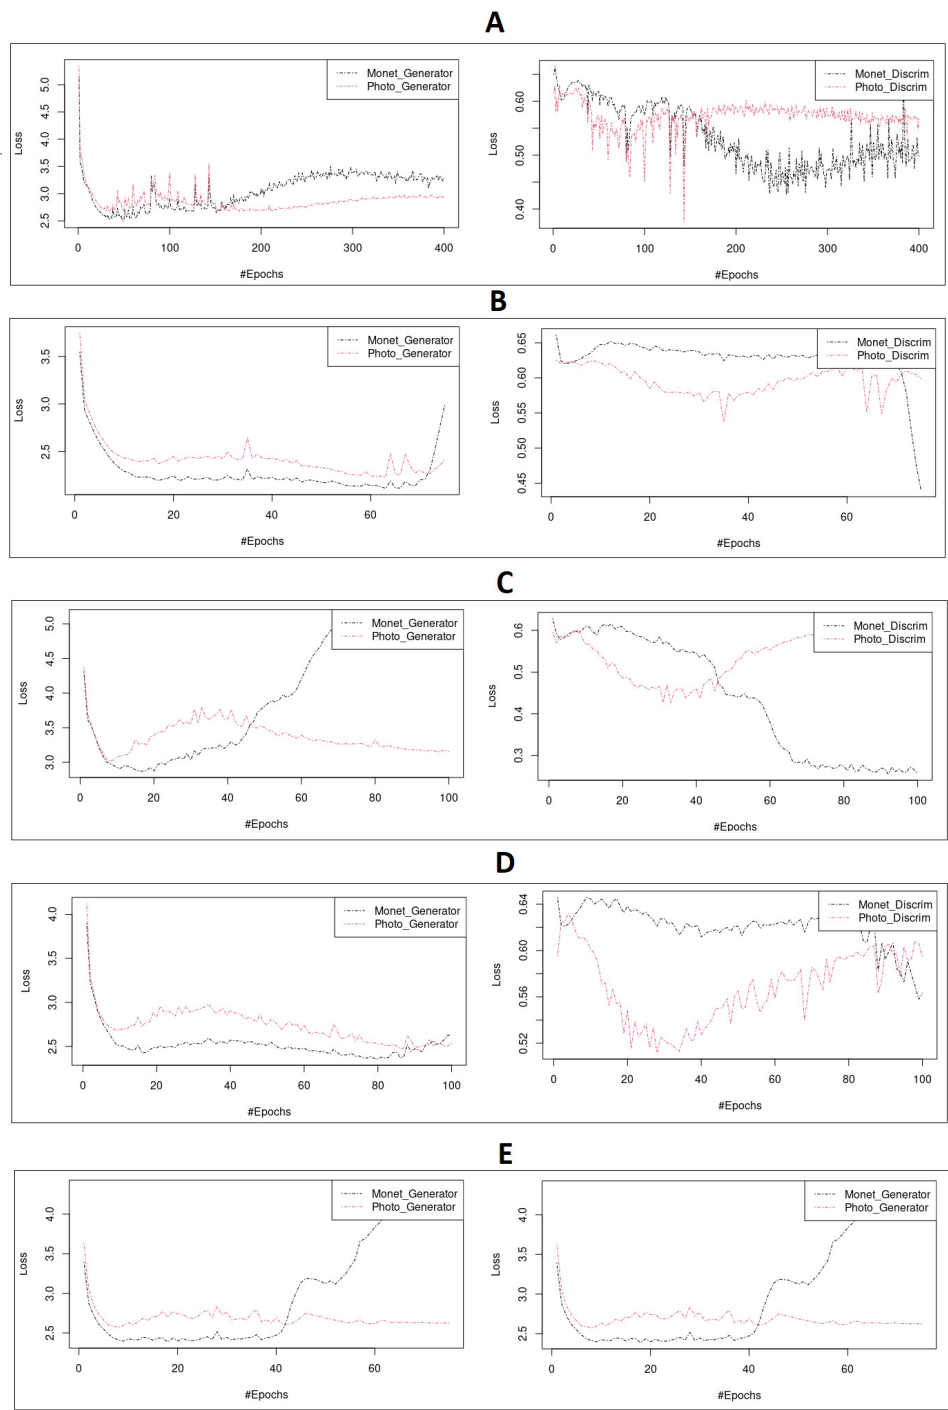 A
Monet_Generator
Photo_Generator
Loss
2.5 3.0 3.5 4.0 4.5 5.0
0 100 200 300 400
#Epochs
Monet_Discrim
Photo_Discrim
Loss
0.40 0.50 0.60
0 100 200 300 400
#Epochs
B
Monet_Generator
Photo_Generator
Loss
2.5 3.0 3.5
0 20 40 60
#Epochs
Monet_Discrim
Photo_Discrim
Loss
0.45 0.50 0.55 0.60 0.65
0 20 40 60
#Epochs
C
Monet_Generator
Photo_Generator
Loss
3.0 3.5 4.0 4.5 5.0
0 20 40 60 80 100
#Epochs
Monet_Discrim
Photo_Discrim
Loss
0.3 0.4 0.5 0.6
0 20 40 60 80 100
#Epochs
D
Monet_Generator
Photo_Generator
Loss
2.5 3.0 3.5 4.0
0 20 40 60 80 100
#Epochs
Monet_Discrim
Photo_Discrim
Loss
0.52 0.56 0.60 0.64
0 20 40 60 80 100
#Epochs
E
Monet_Generator
Photo_Generator
Loss
2.5 3.0 3.5 4.0
0 20 40 60
#Epochs
Monet_Generator
Photo_Generator
Loss
2.5 3.0 3.5 4.0
0 20 40 60
#Epochs